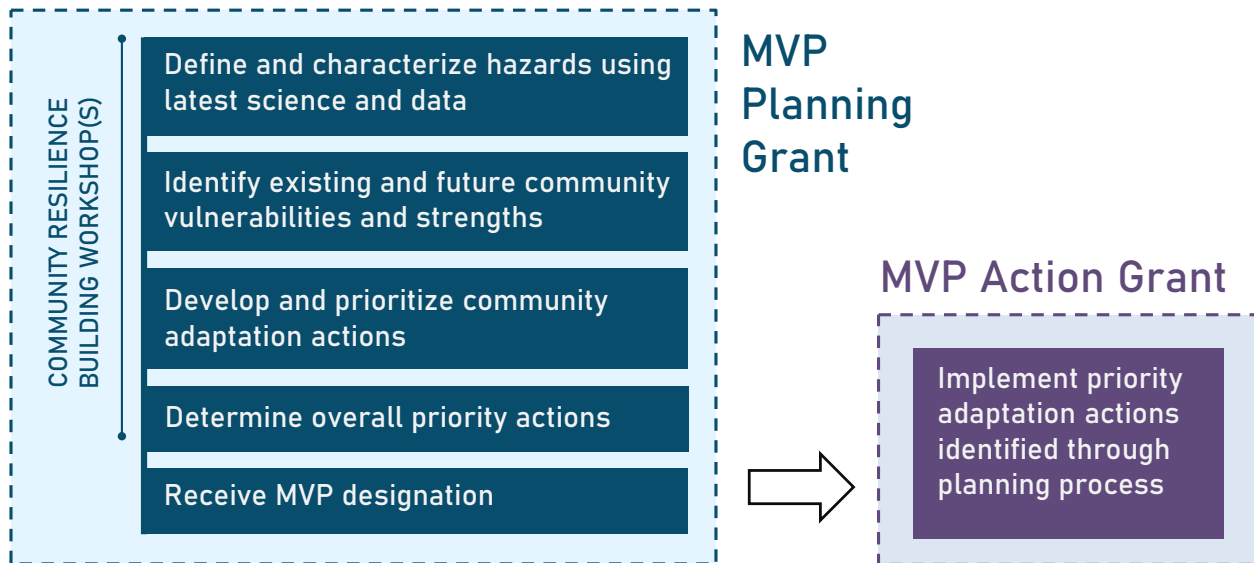 COMMUNITY RESILIENCE
BUILDING WORKSHOP(S)
Define and characterize hazards using
latest science and data
Identify existing and future community
vulnerabilities and strengths
Develop and prioritize community
adaptation actions
Determine overall priority actions
Receive MVP designation
MVP
Planning
Grant
MVP Action Grant
Implement priority
adaptation actions
identified through
planning process